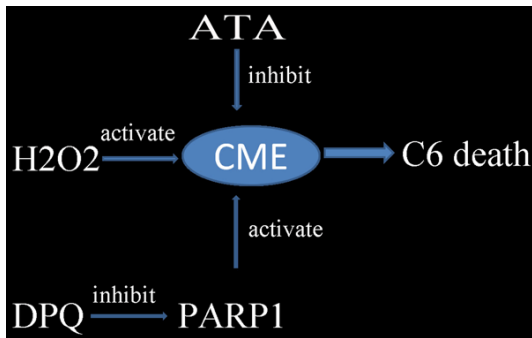 ATA
inhibit
activate
H2O2
CME
C6 death
activate
inhibit
DPQ
PARP1